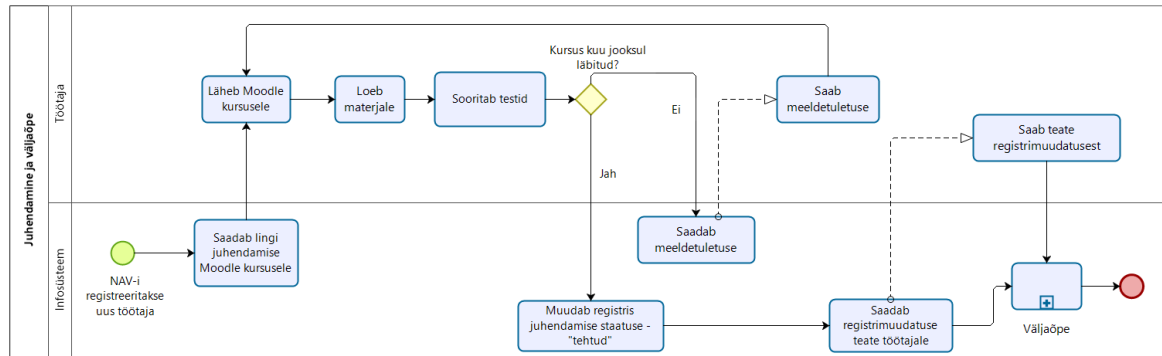 Juhendamine ja väljaõpe
Töötaja
Infosüsteem
Kursus kuu jooksul
läbitud?
Läheb Moodle
kursusele
Loeb
materjale
Sooritab testid
Saab
meeldetuletuse
Ei
Saab teate
registrimuudatusest
Jah
Saadab lingi
juhendamise
Moodle kursusele
Saadab
meeldetuletuse
NAV-i
registreeritakse
uus töötaja
Muudab registris
juhendamise staatuse -
"tehtud"
Saadab
registrimuudatuse
teate töötajale
Väljaõpe